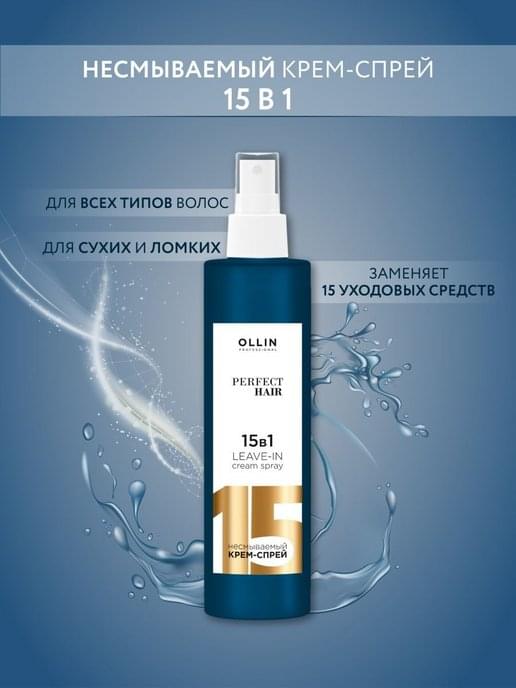 НЕСМЫВАЕМЫЙ КРЕМ-СПРЕЙ
15 В 1
ДЛЯ ВСЕХ ТИПОВ ВОЛОС
ДЛЯ СУХИХ И ЛОМКИХ
ЗАМЕНЯЕТ
15 УХОДОВЫХ СРЕДСТВ
OLLIN
PROFESSIONAL
PERFECT
HAIR
15в1
LEAVE-IN
cream spray
15
несмываемый
КРЕМ-СПРЕЙ